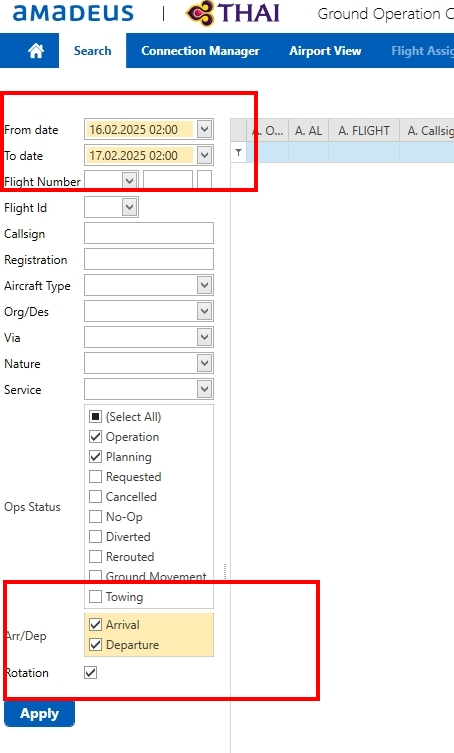 amadeus | THAI Ground Operation C
Search Connection Manager Airport View Flight Assig
From date 16.02.2025 02:00
To date 17.02.2025 02:00
A. O... A. AL A. FLIGHT A. Callsig
Flight Number
Flight Id
Callsign
Registration
Aircraft Type
Org/Des
Via
Nature
Service
Ops Status
(Select All)
Operation
Planning
Requested
Cancelled
No-Op
Diverted
Rerouted
Ground Movement
Towing
Arr/Dep
Arrival
Departure
Rotation
Apply